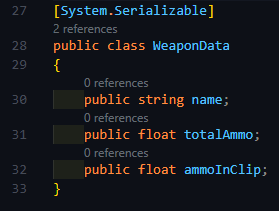 27 [System.Serializable]
2 references
28 public class WeaponData
29 {
0 references
30 public string name;
0 references
31 public float totalAmmo;
0 references
32 public float ammoInClip;
33 }